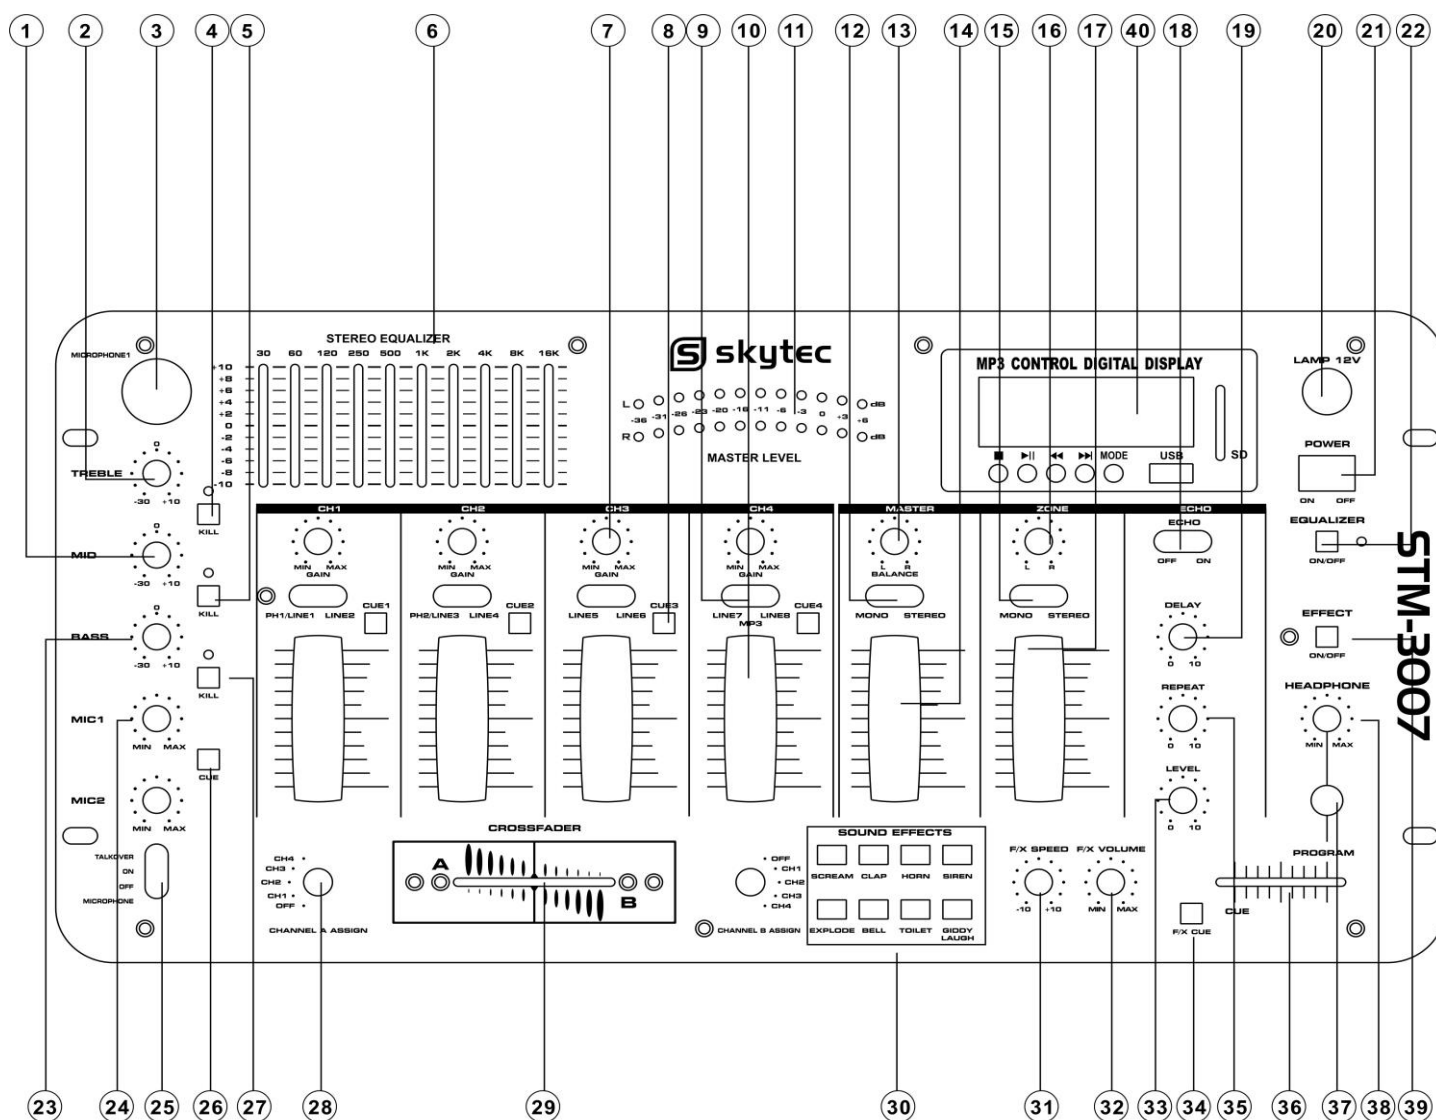 1 2 3 4 5 6 7 8 9 10 11 12 13 14 15 16 17 40 18 19 20 21 22
MICROPHONE1
STEREO EQUALIZER
30 60 120 250 500 1K 2K 4K 8K 16K
+10
+8
+6
+4
+2
0
-2
-4
-6
-8
-10
S skytec
L -36 -31 -26 -23 -20 -16 -11 -6 -3 0 +3 +6 dB
R dB
MASTER LEVEL
MP3 CONTROL DIGITAL DISPLAY
MODE USB SD
LAMP 12V
POWER
ON OFF
EQUALIZER
ON/OFF
EFFECT
ON/OFF
HEADPHONE
MIN MAX
PROGRAM
CUE
STM-3007
TREBLE
0
-30 +10
KILL
MID
0
-30 +10
KILL
BASS
0
-30 +10
KILL
MIC1
MIN MAX
CUE
MIC2
MIN MAX
TALKOVER
ON
OFF
MICROPHONE
CH1 CH2 CH3 CH4 MASTER ZONE ECHO
MIN MAX
GAIN
PH1/LINE1 LINE2
CUE1
MIN MAX
GAIN
PH2/LINE3 LINE4
CUE2
MIN MAX
GAIN
LINE5 LINE6
CUE3
MIN MAX
GAIN
LINE7 LINE8
MP3
CUE4
L R
BALANCE
MONO STEREO
L R
MONO STEREO
ECHO
OFF ON
DELAY
0 10
REPEAT
0 10
LEVEL
0 10
CH4
CH3
CH2
CH1
OFF
CHANNEL A ASSIGN
CROSSFADER
A B
OFF
CH1
CH2
CH3
CH4
CHANNEL B ASSIGN
SOUND EFFECTS
SCREAM CLAP HORN SIREN
EXPLODE BELL TOILET GIDDY
LAUGH
F/X SPEED
-10 +10
F/X VOLUME
MIN MAX
F/X CUE
23 24 25 26 27 28 29 30 31 32 33 34 35 36 37 38 39